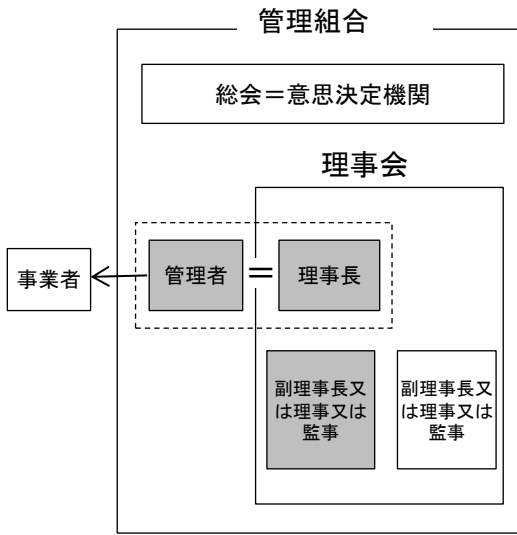 管理組合
総会＝意思決定機関
理事会
事業者
管理者
＝
理事長
副理事長又
は理事又は
監事
副理事長又
は理事又は
監事